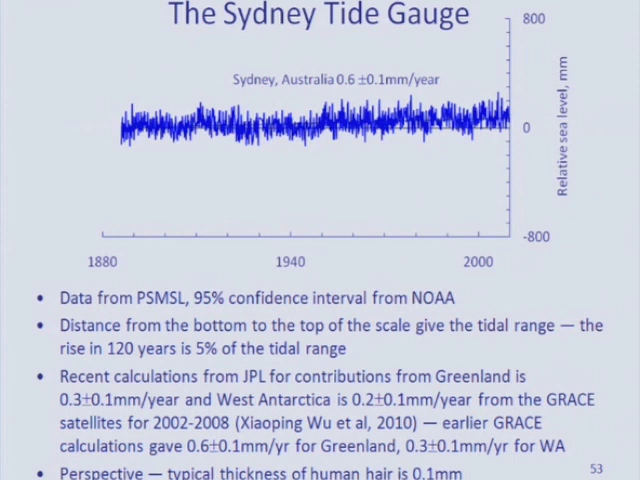 The Sydney Tide Gauge
800
Sydney, Australia 0.6 ±0.1mm/year
0
Relative sea level, mm
-800
1880
1940
2000
• Data from PSMSL, 95% confidence interval from NOAA
• Distance from the bottom to the top of the scale give the tidal range — the
rise in 120 years is 5% of the tidal range
• Recent calculations from JPL for contributions from Greenland is
0.3±0.1mm/year and West Antarctica is 0.2±0.1mm/year from the GRACE
satellites for 2002-2008 (Xiaoping Wu et al, 2010) — earlier GRACE
calculations gave 0.6±0.1mm/yr for Greenland, 0.3±0.1mm/yr for WA
• Perspective — typical thickness of human hair is 0.1mm
53